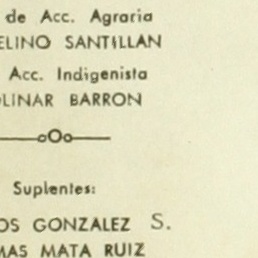 de Acc. Agraria
ELINO SANTILLAN
Acc. Indigenista
OLINAR BARRON
oOo
Suplentes:
OS GONZALEZ S.
MAS MATA RUIZ